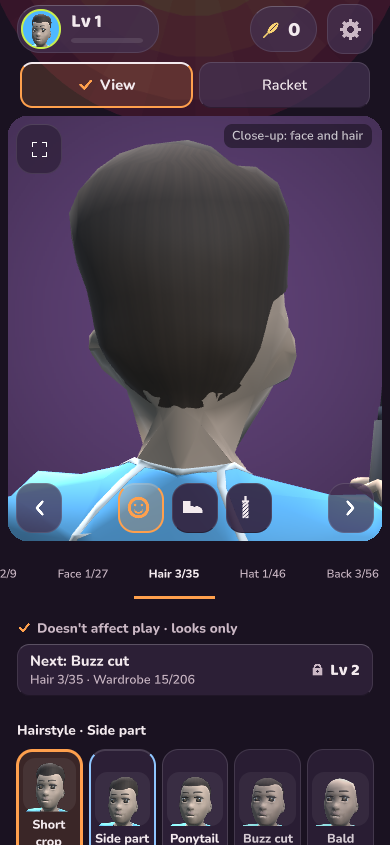 Lv 1
0
View
Racket
Close-up: face and hair
2/9
Face 1/27
Hair 3/35
Hat 1/46
Back 3/56
Doesn't affect play · looks only
Next: Buzz cut
Hair 3/35 · Wardrobe 15/206
Lv 2
Hairstyle · Side part
Short crop
Side part
Ponytail
Buzz cut
Bald